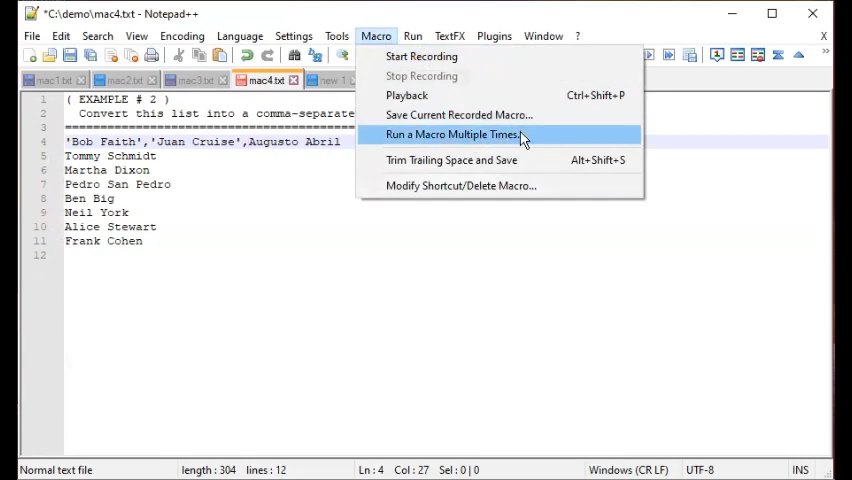 *C:\demo\mac4.txt - Notepad++
File Edit Search View Encoding Language Settings Tools Macro Run TextFX Plugins Window ? X
mac1.txt mac2.txt mac3.txt mac4.txt new 1
Start Recording
Stop Recording
Playback Ctrl+Shift+P
Save Current Recorded Macro...
Run a Macro Multiple Times...
Trim Trailing Space and Save Alt+Shift+S
Modify Shortcut/Delete Macro...
1 ( EXAMPLE # 2 )
2 Convert this list into a comma-separate
3 =========================================
4 'Bob Faith','Juan Cruise',Augusto Abril
5 Tommy Schmidt
6 Martha Dixon
7 Pedro San Pedro
8 Ben Big
9 Neil York
10 Alice Stewart
11 Frank Cohen
12
Normal text file length : 304 lines : 12 Ln : 4 Col : 27 Sel : 0 | 0 Windows (CR LF) UTF-8 INS